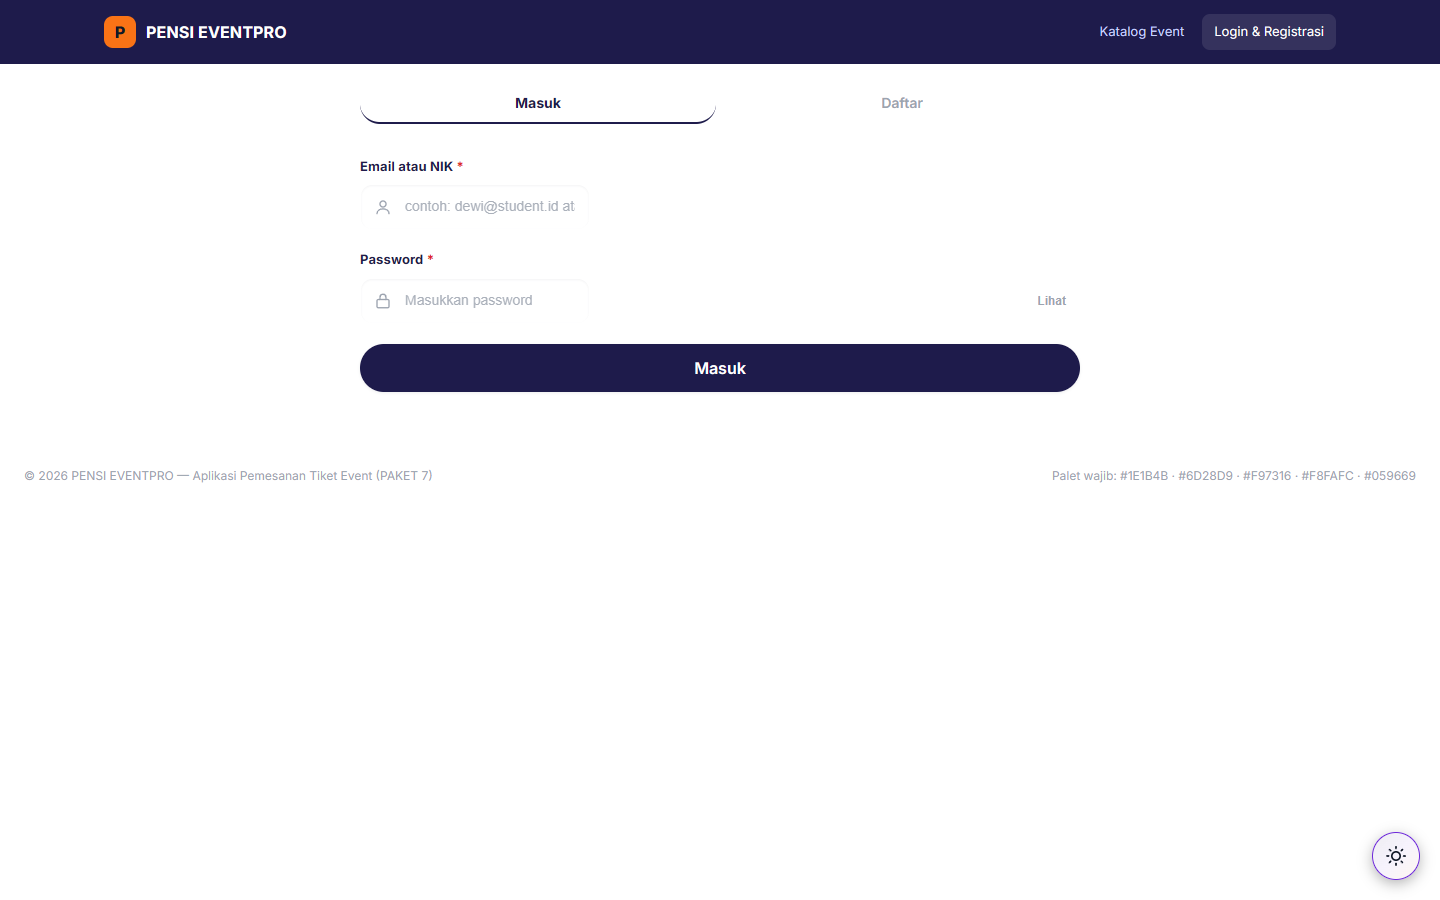 P PENSI EVENTPRO
Katalog Event
Login & Registrasi
Masuk
Daftar
Email atau NIK *
contoh: dewi@student.id at
Password *
Masukkan password
Lihat
Masuk
© 2026 PENSI EVENTPRO — Aplikasi Pemesanan Tiket Event (PAKET 7)
Palet wajib: #1E1B4B · #6D28D9 · #F97316 · #F8FAFC · #059669